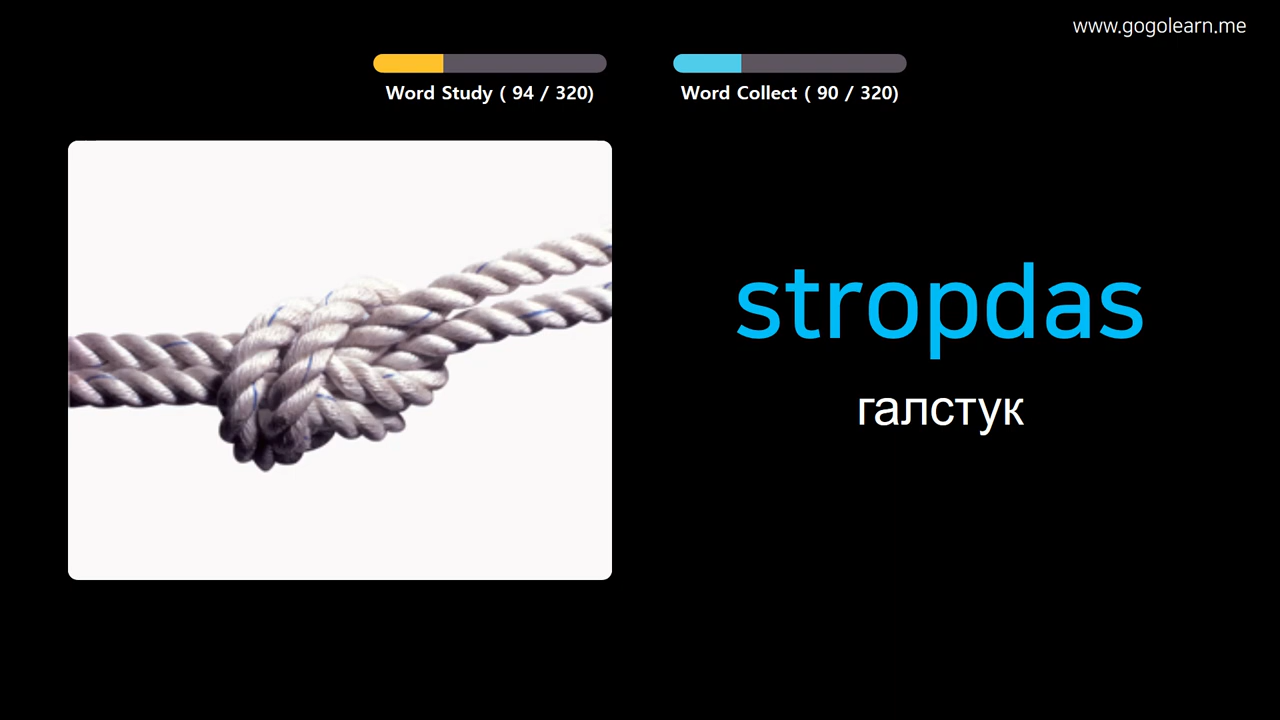 www.gogolearn.me
Word Study ( 94 / 320)
Word Collect ( 90 / 320)
stropdas
галстук